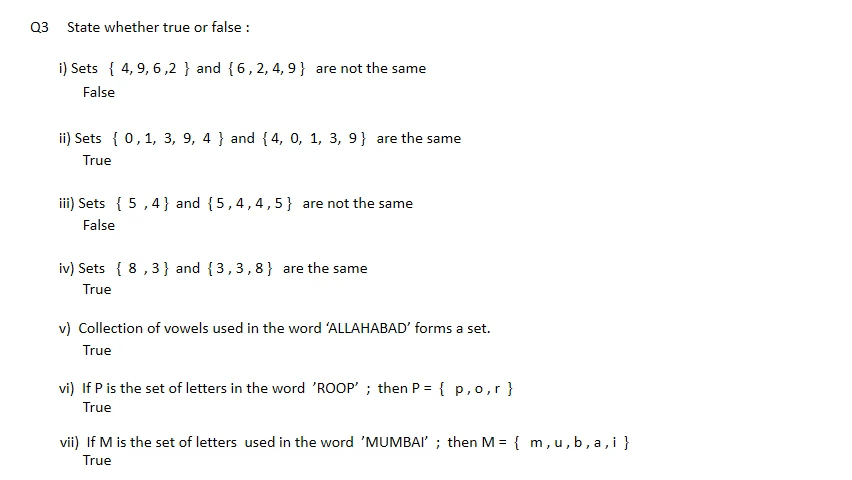 Q3 State whether true or false :
i) Sets { 4, 9, 6 ,2 } and { 6 , 2, 4, 9 } are not the same
False
ii) Sets { 0 , 1, 3, 9, 4 } and { 4, 0, 1, 3, 9 } are the same
True
iii) Sets { 5 , 4 } and { 5 , 4 , 4 , 5 } are not the same
False
iv) Sets { 8 , 3 } and { 3 , 3 , 8 } are the same
True
v) Collection of vowels used in the word ‘ALLAHABAD’ forms a set.
True
vi) If P is the set of letters in the word ’ROOP’ ; then P = { p , o , r }
True
vii) If M is the set of letters used in the word ’MUMBAI’ ; then M = { m , u , b , a , i }
True